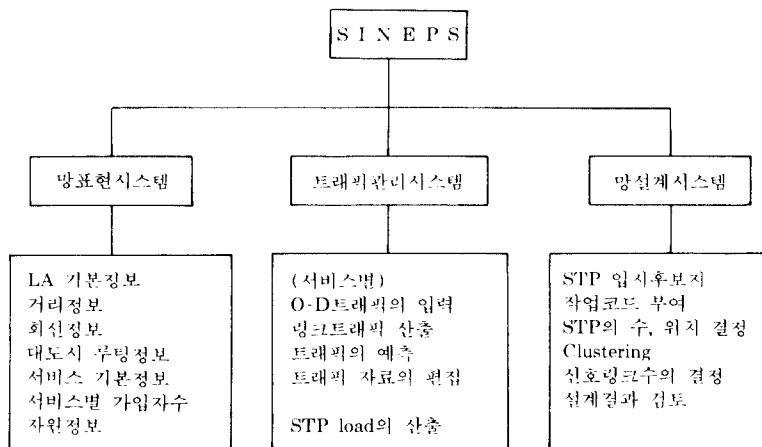 S I N E P S
망표현시스템
트래픽관리시스템
망설계시스템
LA 기본정보
거리정보
회선정보
대도시 루팅정보
서비스 기본정보
서비스별 가입자수
자원정보
(서비스별)
O-D트래픽의 입력
링크트래픽 산출
트래픽의 예측
트래픽 자료의 편집
STP load의 산출
STP 입시후보지
작업코드 부여
STP의 수, 위치 결정
Clustering
신호링크수의 결정
설계결과 검토